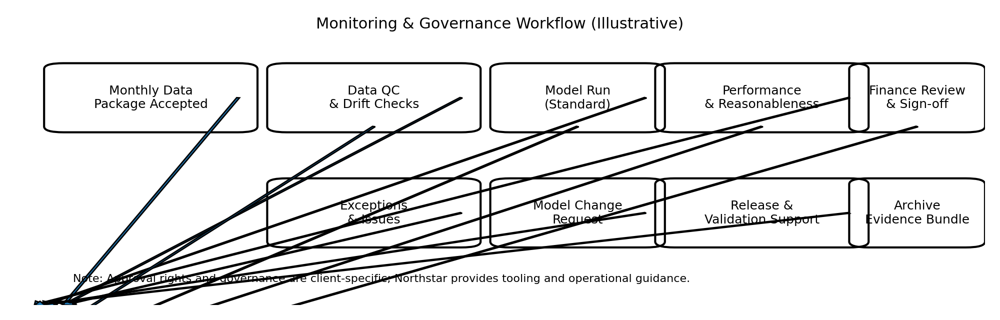 Monitoring & Governance Workflow (Illustrative)
Monthly Data
Package Accepted
Data QC
& Drift Checks
Model Run
(Standard)
Performance
& Reasonableness
Finance Review
& Sign-off
Exceptions
& Issues
Model Change
Request
Release &
Validation Support
Archive
Evidence Bundle
Note: Approval rights and governance are client-specific; Northstar provides tooling and operational guidance.